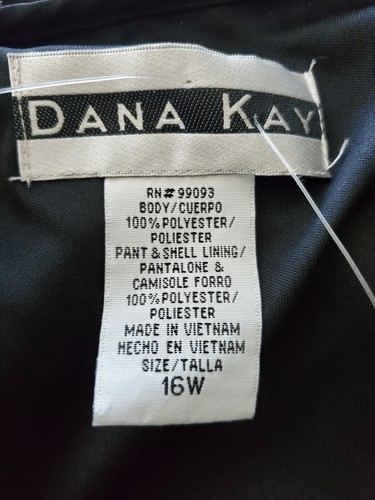 DANA KAY
RN# 99093
BODY/CUERPO
100% POLYESTER/
POLIESTER
PANT & SHELL LINING/
PANTALONE &
CAMISOLE FORRO
100% POLYESTER/
POLIESTER
MADE IN VIETNAM
HECHO EN VIETNAM
SIZE/TALLA
16W